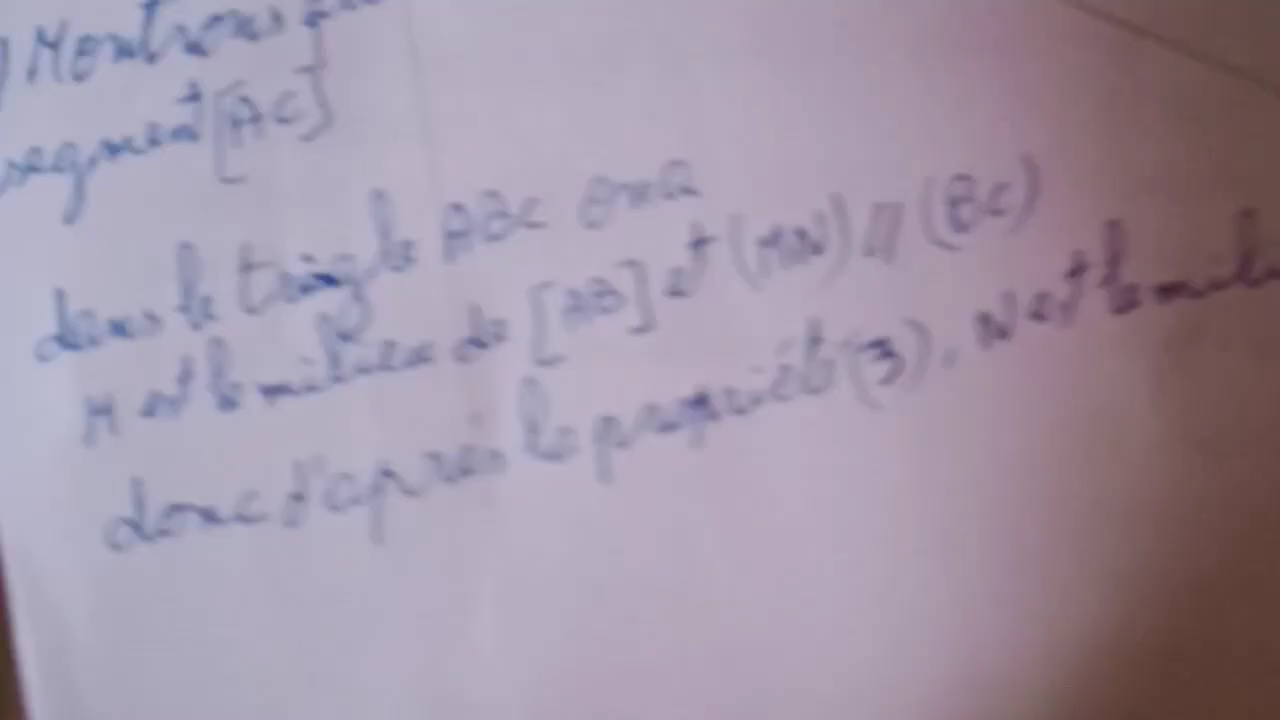 ) Montrons
segment [AC]
dans le triangle ABC on a
M est le milieu de [AB] et (MN) // (BC)
donc d'après la propriété (3). N est le